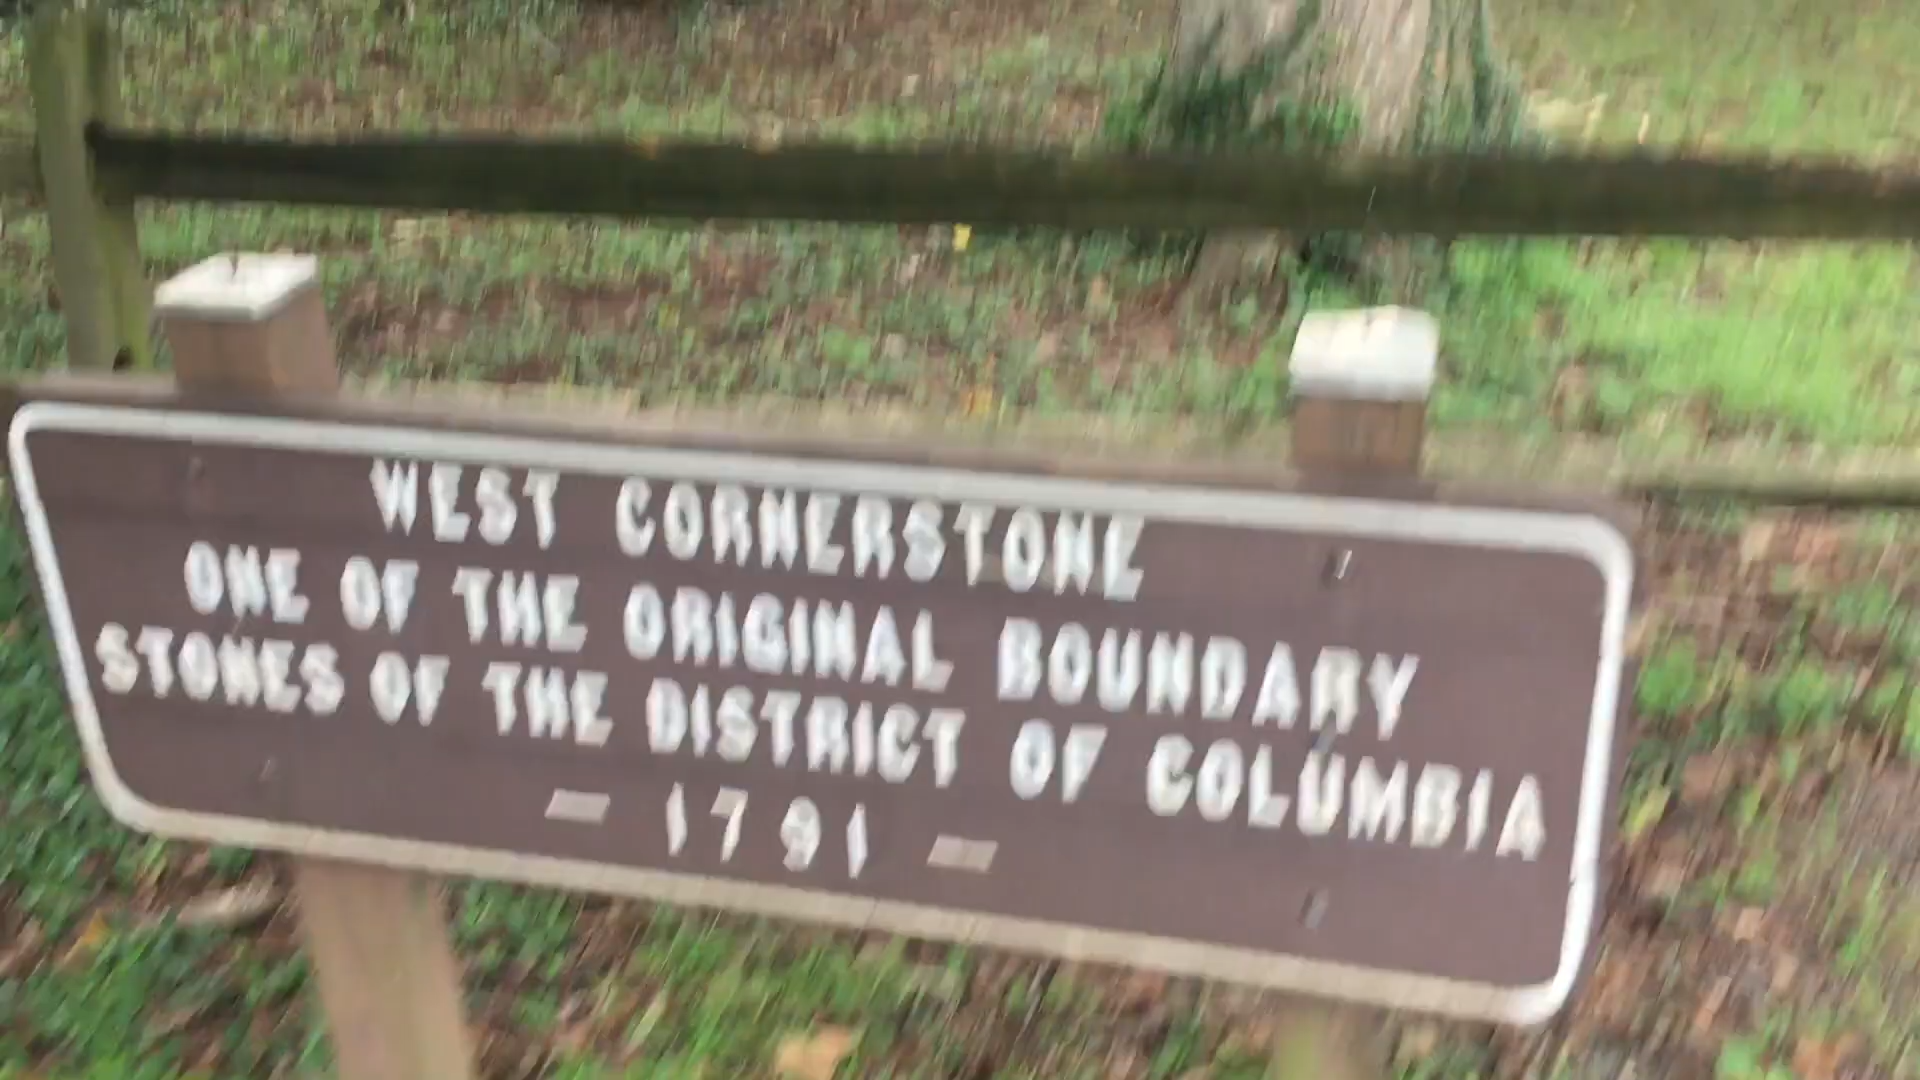 WEST CORNERSTONE
ONE OF THE ORIGINAL BOUNDARY
STONES OF THE DISTRICT OF COLUMBIA
- 1791 -